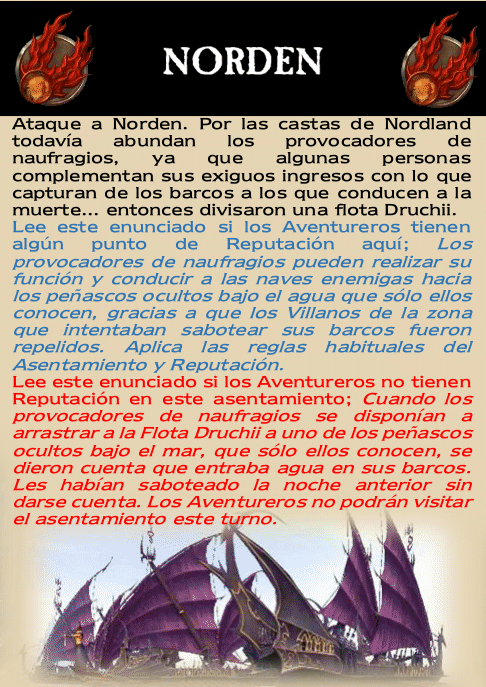 NORDEN
Ataque a Norden. Por las castas de Nordland
todavía abundan los provocadores de
naufragios, ya que algunas personas
complementan sus exiguos ingresos con lo que
capturan de los barcos a los que conducen a la
muerte... entonces divisaron una flota Druchii.
Lee este enunciado si los Aventureros tienen
algún punto de Reputación aquí; Los
provocadores de naufragios pueden realizar su
función y conducir a las naves enemigas hacia
los peñascos ocultos bajo el agua que sólo ellos
conocen, gracias a que los Villanos de la zona
que intentaban sabotear sus barcos fueron
repelidos. Aplica las reglas habituales del
Asentamiento y Reputación.
Lee este enunciado si los Aventureros no tienen
Reputación en este asentamiento; Cuando los
provocadores de naufragios se disponían a
arrastrar a la Flota Druchii a uno de los peñascos
ocultos bajo el mar, que sólo ellos conocen, se
dieron cuenta que entraba agua en sus barcos.
Les habían saboteado la noche anterior sin
darse cuenta. Los Aventureros no podrán visitar
el asentamiento este turno.